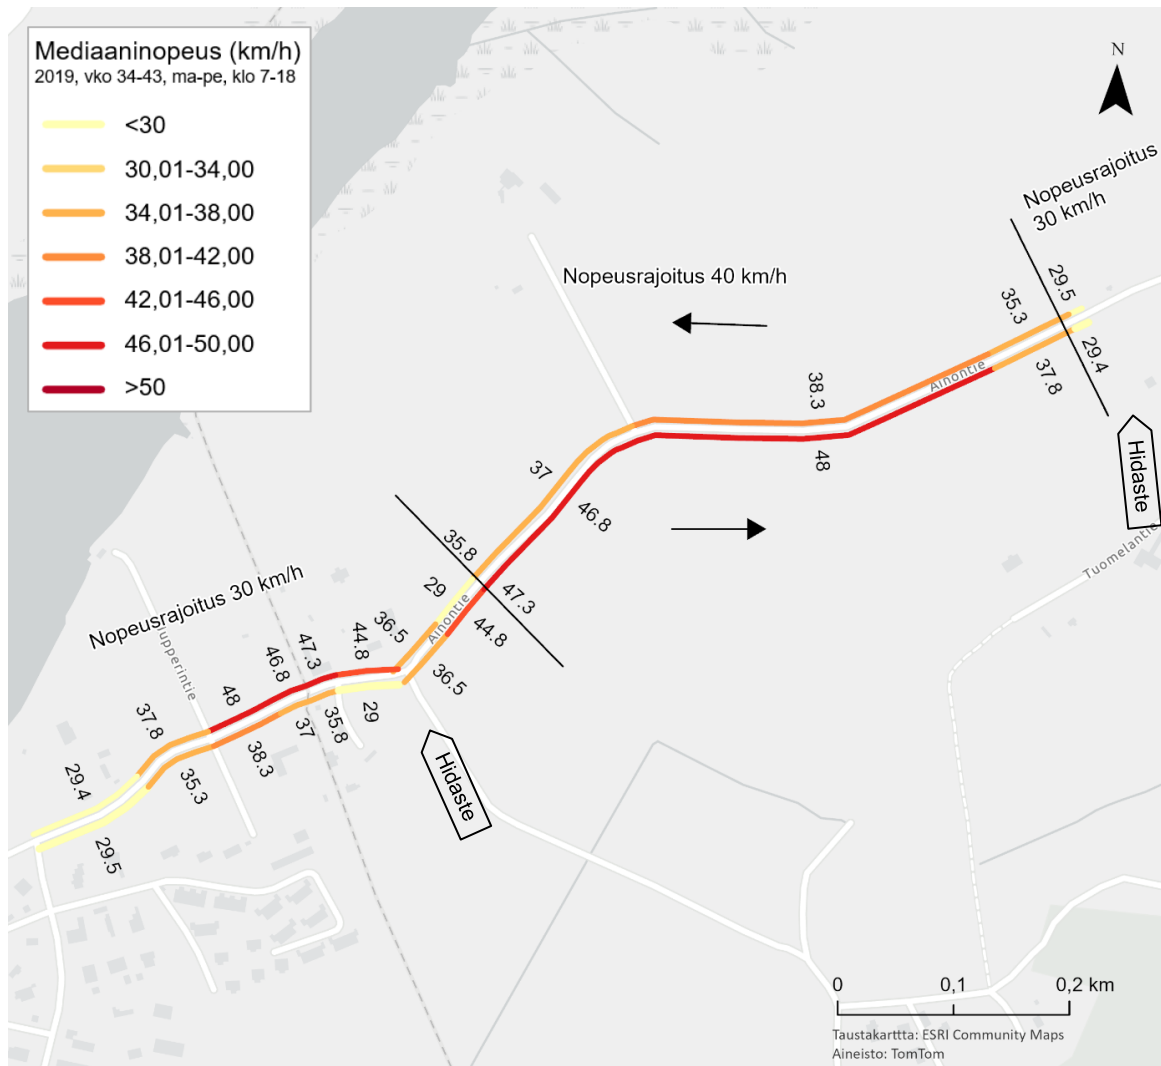 Mediaaninopeus (km/h)
2019, vko 34-43, ma-pe, klo 7-18
<30
30,01-34,00
34,01-38,00
38,01-42,00
42,01-46,00
46,01-50,00
>50
N
Nopeusrajoitus
30 km/h
Nopeusrajoitus 40 km/h
29.5
35.3
29.4
37.8
Ainontie
38.3
48
Hidaste
37
46.8
35.8
47.3
29
44.8
Ainontie
Tuomelantie
Nopeusrajoitus 30 km/h
upperintie
36.5
36.5
44.8
47.3
46.8
48
37.8
29.4
29
35.8
37
38.3
35.3
29.5
Hidaste
0 0,1 0,2 km
Taustakarttta: ESRI Community Maps
Aineisto: TomTom